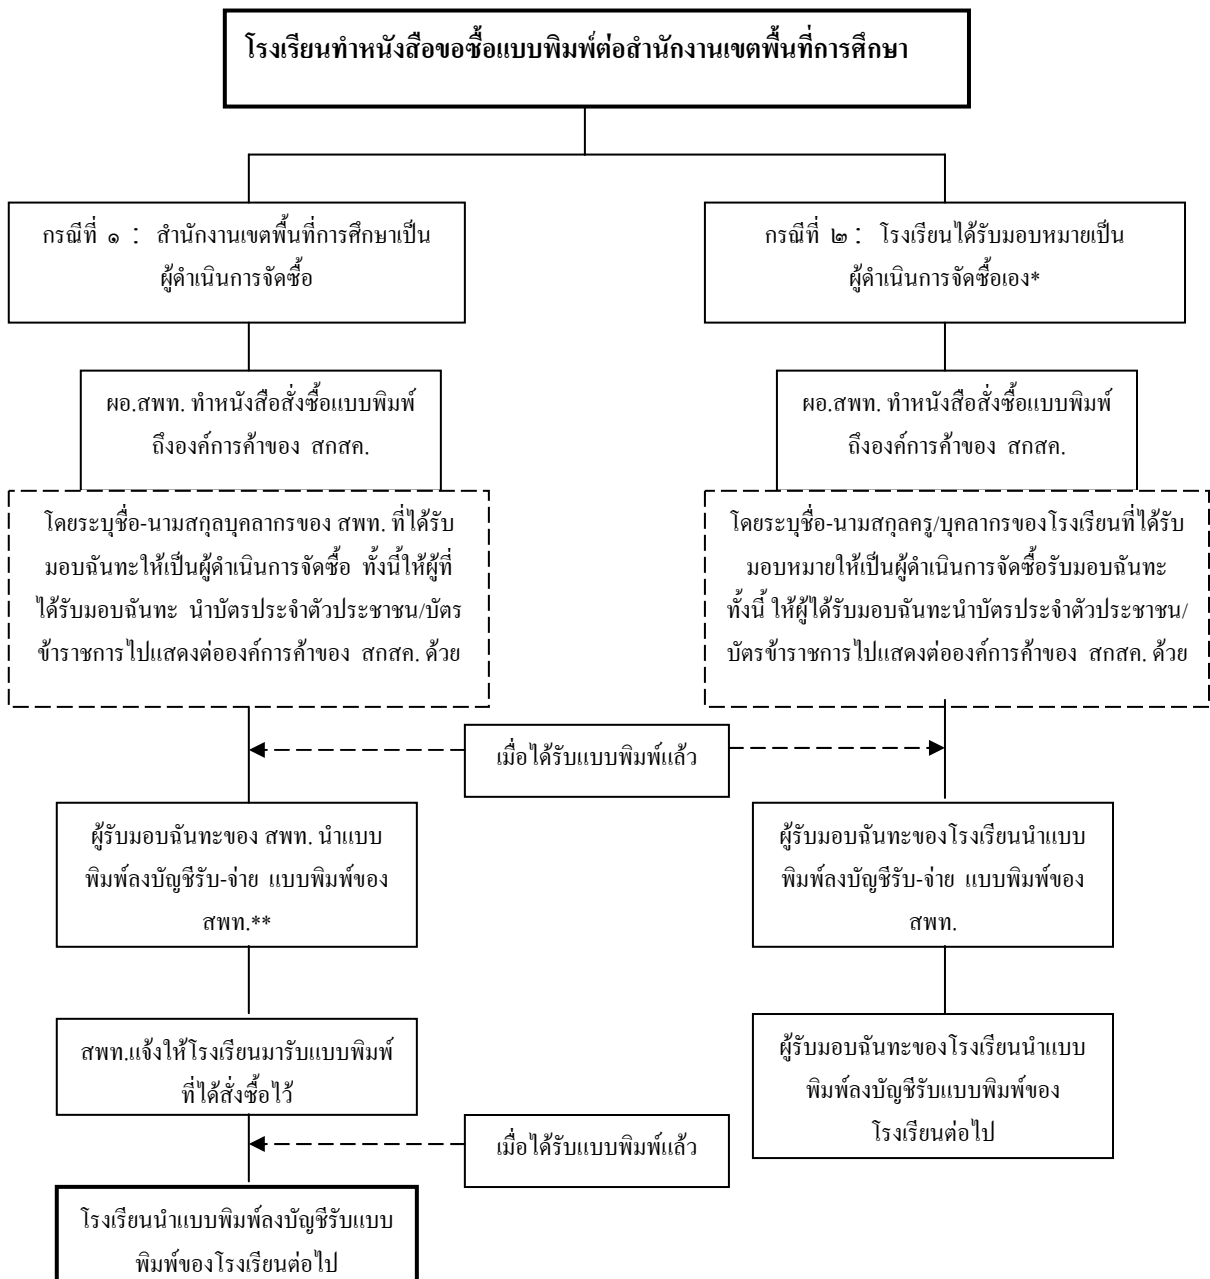 โรงเรียนทำหนังสือขอซื้อแบบพิมพ์ต่อสำนักงานเขตพื้นที่การศึกษา
กรณีที่ ๑ : สำนักงานเขตพื้นที่การศึกษาเป็น
ผู้ดำเนินการจัดซื้อ
กรณีที่ ๒ : โรงเรียนได้รับมอบหมายเป็น
ผู้ดำเนินการจัดซื้อเอง*
ผอ.สพท. ทำหนังสือสั่งซื้อแบบพิมพ์
ถึงองค์การค้าของ สกสค.
ผอ.สพท. ทำหนังสือสั่งซื้อแบบพิมพ์
ถึงองค์การค้าของ สกสค.
โดยระบุชื่อ-นามสกุลบุคลากรของ สพท. ที่ได้รับ
มอบฉันทะให้เป็นผู้ดำเนินการจัดซื้อ ทั้งนี้ให้ผู้ที่
ได้รับมอบฉันทะ นำบัตรประจำตัวประชาชน/บัตร
ข้าราชการไปแสดงต่อองค์การค้าของ สกสค. ด้วย
โดยระบุชื่อ-นามสกุลครู/บุคลากรของโรงเรียนที่ได้รับ
มอบหมายให้เป็นผู้ดำเนินการจัดซื้อรับมอบฉันทะ
ทั้งนี้ ให้ผู้ได้รับมอบฉันทะนำบัตรประจำตัวประชาชน/
บัตรข้าราชการไปแสดงต่อองค์การค้าของ สกสค. ด้วย
เมื่อได้รับแบบพิมพ์แล้ว
ผู้รับมอบฉันทะของ สพท. นำแบบ
พิมพ์ลงบัญชีรับ-จ่าย แบบพิมพ์ของ
สพท.**
ผู้รับมอบฉันทะของโรงเรียนนำแบบ
พิมพ์ลงบัญชีรับ-จ่าย แบบพิมพ์ของ
สพท.
สพท.แจ้งให้โรงเรียนมารับแบบพิมพ์
ที่ได้สั่งซื้อไว้
ผู้รับมอบฉันทะของโรงเรียนนำแบบ
พิมพ์ลงบัญชีรับแบบพิมพ์ของ
โรงเรียนต่อไป
เมื่อได้รับแบบพิมพ์แล้ว
โรงเรียนนำแบบพิมพ์ลงบัญชีรับแบบ
พิมพ์ของโรงเรียนต่อไป